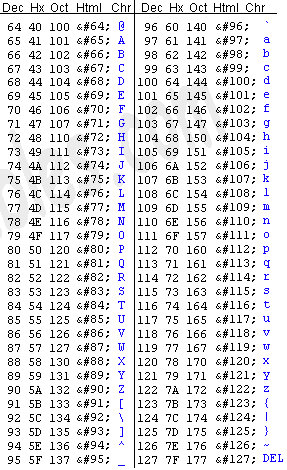 Dec Hx Oct Html Chr Dec Hx Oct Html Chr
64 40 100 &#64; @ 96 60 140 &#96; `
65 41 101 &#65; A 97 61 141 &#97; a
66 42 102 &#66; B 98 62 142 &#98; b
67 43 103 &#67; C 99 63 143 &#99; c
68 44 104 &#68; D 100 64 144 &#100; d
69 45 105 &#69; E 101 65 145 &#101; e
70 46 106 &#70; F 102 66 146 &#102; f
71 47 107 &#71; G 103 67 147 &#103; g
72 48 110 &#72; H 104 68 150 &#104; h
73 49 111 &#73; I 105 69 151 &#105; i
74 4A 112 &#74; J 106 6A 152 &#106; j
75 4B 113 &#75; K 107 6B 153 &#107; k
76 4C 114 &#76; L 108 6C 154 &#108; l
77 4D 115 &#77; M 109 6D 155 &#109; m
78 4E 116 &#78; N 110 6E 156 &#110; n
79 4F 117 &#79; O 111 6F 157 &#111; o
80 50 120 &#80; P 112 70 160 &#112; p
81 51 121 &#81; Q 113 71 161 &#113; q
82 52 122 &#82; R 114 72 162 &#114; r
83 53 123 &#83; S 115 73 163 &#115; s
84 54 124 &#84; T 116 74 164 &#116; t
85 55 125 &#85; U 117 75 165 &#117; u
86 56 126 &#86; V 118 76 166 &#118; v
87 57 127 &#87; W 119 77 167 &#119; w
88 58 130 &#88; X 120 78 170 &#120; x
89 59 131 &#89; Y 121 79 171 &#121; y
90 5A 132 &#90; Z 122 7A 172 &#122; z
91 5B 133 &#91; [ 123 7B 173 &#123; {
92 5C 134 &#92; \ 124 7C 174 &#124; |
93 5D 135 &#93; ] 125 7D 175 &#125; }
94 5E 136 &#94; ^ 126 7E 176 &#126; ~
95 5F 137 &#95; _ 127 7F 177 &#127; DEL